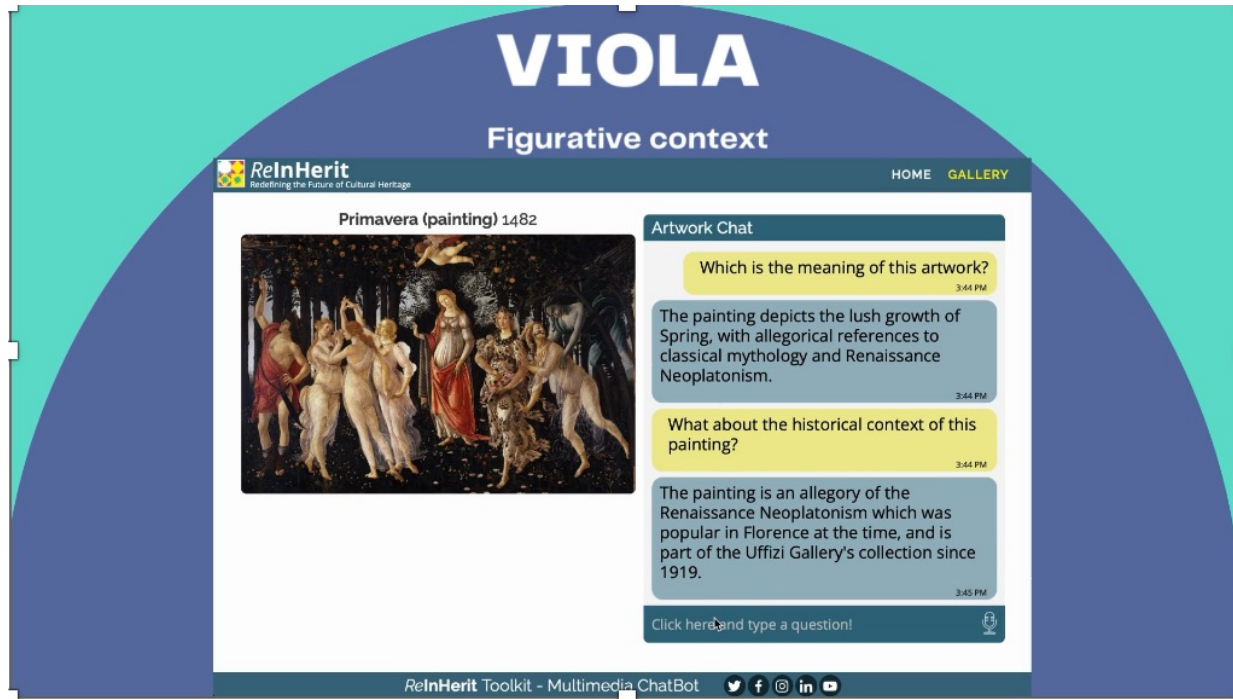 VIOLA
Figurative context
ReInHerit
Redefining the Future of Cultural Heritage
HOME GALLERY
Primavera (painting) 1482
Artwork Chat
Which is the meaning of this artwork?
3:44 PM
The painting depicts the lush growth of
Spring, with allegorical references to
classical mythology and Renaissance
Neoplatonism.
3:44 PM
What about the historical context of this
painting?
3:44 PM
The painting is an allegory of the
Renaissance Neoplatonism which was
popular in Florence at the time, and is
part of the Uffizi Gallery's collection since
1919.
3:45 PM
Click here and type a question!
ReInHerit Toolkit - Multimedia ChatBot